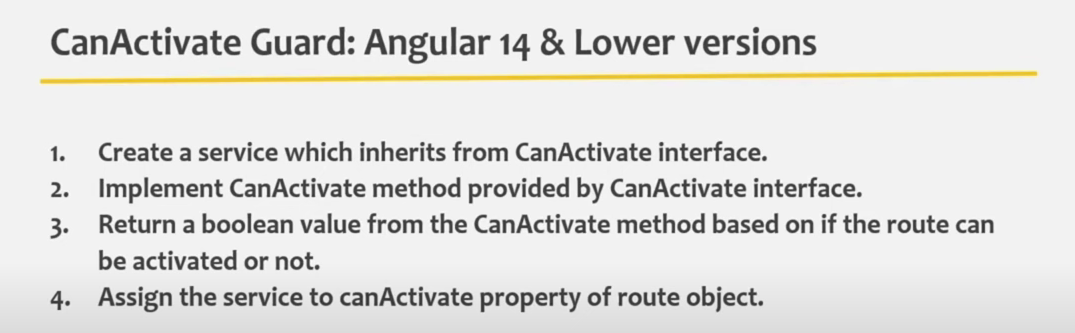 CanActivate Guard: Angular 14 & Lower versions
1. Create a service which inherits from CanActivate interface.
2. Implement CanActivate method provided by CanActivate interface.
3. Return a boolean value from the CanActivate method based on if the route can
be activated or not.
4. Assign the service to canActivate property of route object.